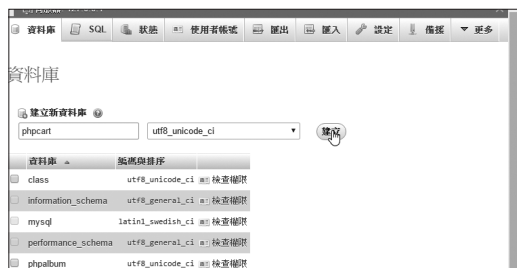 資料庫 SQL 狀態 使用者帳號 匯出 匯入 設定 備援 更多
資料庫
建立新資料庫
phpcart utf8_unicode_ci 建立
資料庫 編碼與排序
class utf8_unicode_ci 檢查權限
information_schema utf8_general_ci 檢查權限
mysql latin1_swedish_ci 檢查權限
performance_schema utf8_general_ci 檢查權限
phpalbum utf8_unicode_ci 檢查權限